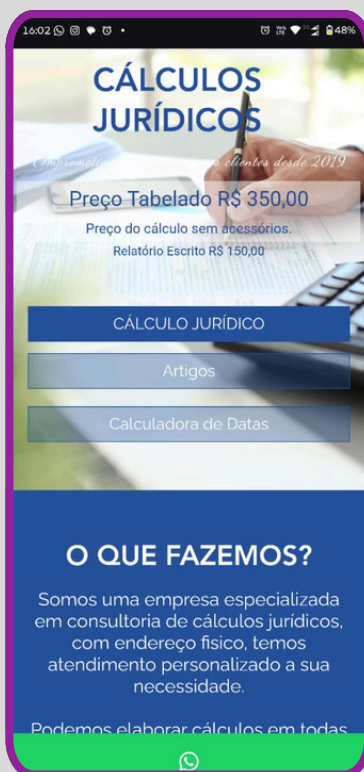 16:02
48%
CÁLCULOS
JURÍDICOS
clientes desde 2019
Preço Tabelado R$ 350,00
Preço do cálculo sem acessórios.
Relatório Escrito R$ 150,00
CÁLCULO JURÍDICO
Artigos
Calculadora de Datas
O QUE FAZEMOS?
Somos uma empresa especializada
em consultoria de cálculos jurídicos,
com endereço fisico, temos
atendimento personalizado a sua
necessidade.
Podemos elaborar cálculos em todas